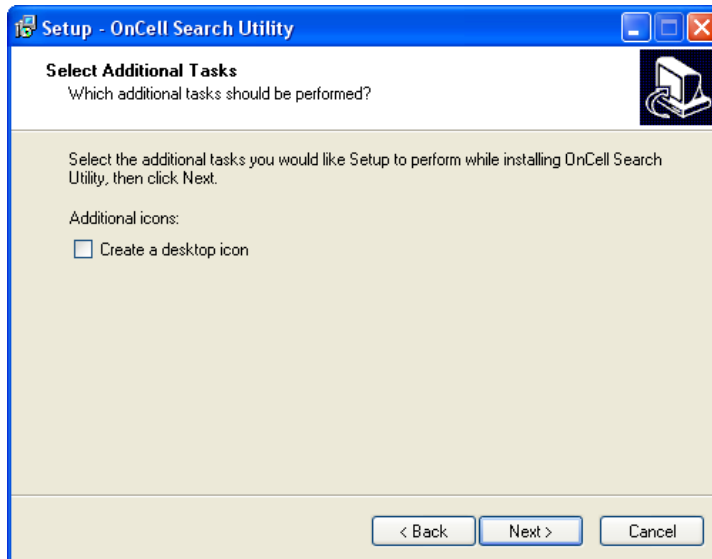 Setup - OnCell Search Utility
Select Additional Tasks
Which additional tasks should be performed?
Select the additional tasks you would like Setup to perform while installing OnCell Search
Utility, then click Next.
Additional icons:
Create a desktop icon
< Back
Next >
Cancel